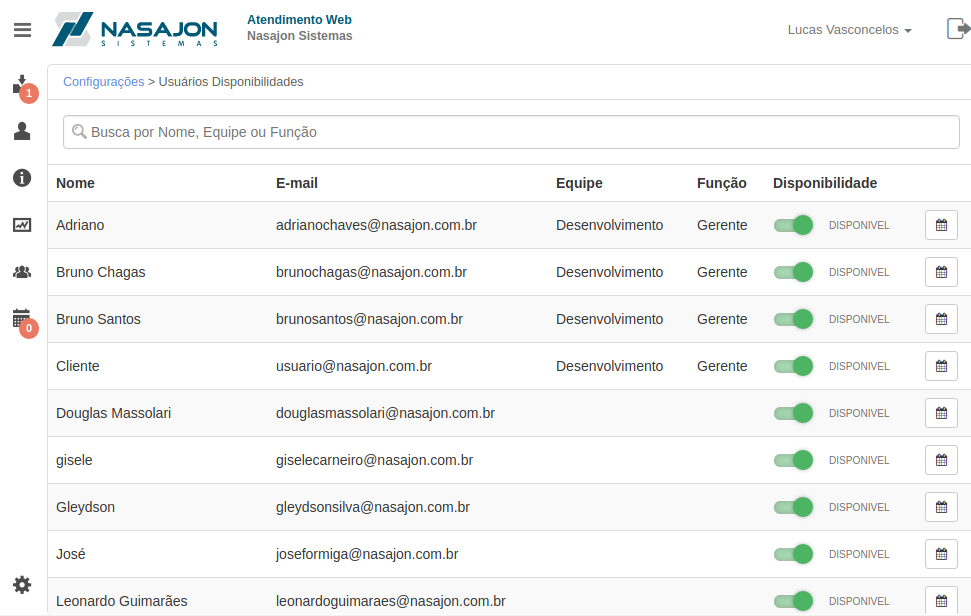 NASAJON
SISTEMAS
Atendimento Web
Nasajon Sistemas
Lucas Vasconcelos
1
0
Configurações > Usuários Disponibilidades
Busca por Nome, Equipe ou Função
Nome E-mail Equipe Função Disponibilidade
Adriano adrianochaves@nasajon.com.br Desenvolvimento Gerente DISPONIVEL
Bruno Chagas brunochagas@nasajon.com.br Desenvolvimento Gerente DISPONIVEL
Bruno Santos brunosantos@nasajon.com.br Desenvolvimento Gerente DISPONIVEL
Cliente usuario@nasajon.com.br Desenvolvimento Gerente DISPONIVEL
Douglas Massolari douglasmassolari@nasajon.com.br DISPONIVEL
gisele giselecarneiro@nasajon.com.br DISPONIVEL
Gleydson gleydsonsilva@nasajon.com.br DISPONIVEL
José joseformiga@nasajon.com.br DISPONIVEL
Leonardo Guimarães leonardoguimaraes@nasajon.com.br DISPONIVEL